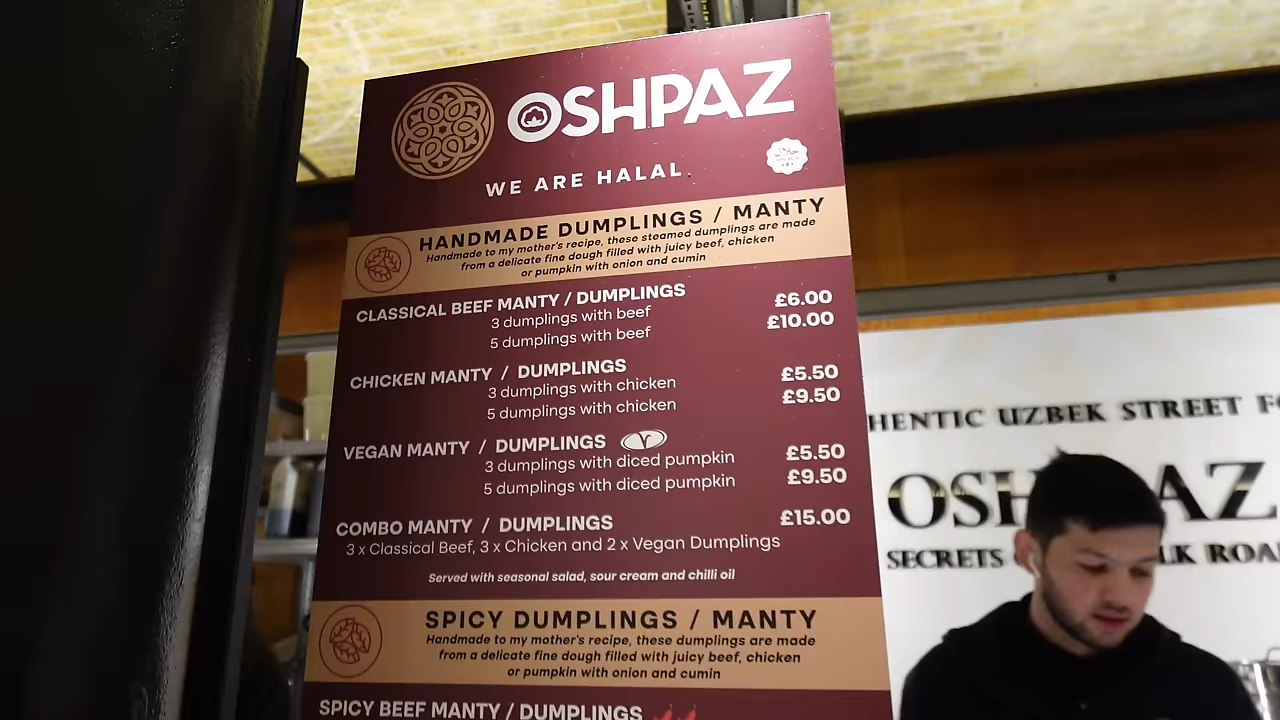 OSHPAZ
WE ARE HALAL
حلال
HANDMADE DUMPLINGS / MANTY
Handmade to my mother's recipe, these steamed dumplings are made
from a delicate fine dough filled with juicy beef, chicken
or pumpkin with onion and cumin
CLASSICAL BEEF MANTY / DUMPLINGS
3 dumplings with beef £6.00
5 dumplings with beef £10.00
CHICKEN MANTY / DUMPLINGS
3 dumplings with chicken £5.50
5 dumplings with chicken £9.50
VEGAN MANTY / DUMPLINGS V
3 dumplings with diced pumpkin £5.50
5 dumplings with diced pumpkin £9.50
COMBO MANTY / DUMPLINGS £15.00
3 x Classical Beef, 3 x Chicken and 2 x Vegan Dumplings
Served with seasonal salad, sour cream and chilli oil
SPICY DUMPLINGS / MANTY
Handmade to my mother's recipe, these dumplings are made
from a delicate fine dough filled with juicy beef, chicken
or pumpkin with onion and cumin
SPICY BEEF MANTY / DUMPLINGS
HENTIC UZBEK STREET F
OSH AZ
SECRETS LK ROA